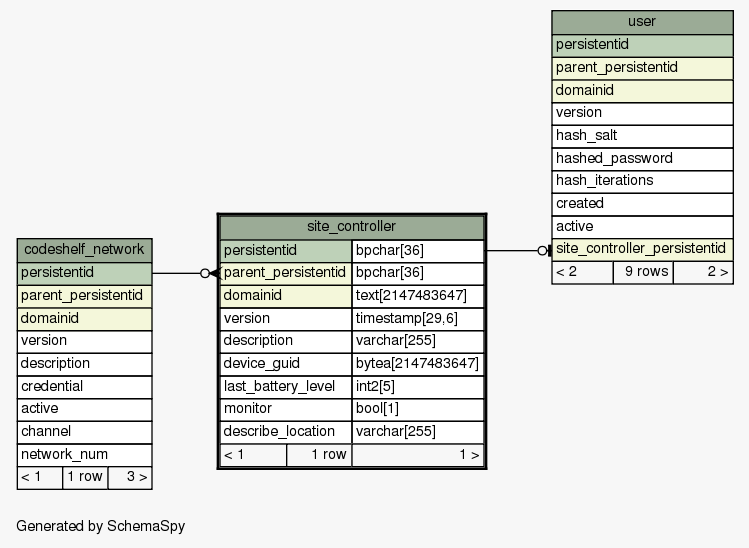 user
persistentid
parent_persistentid
domainid
version
hash_salt
hashed_password
hash_iterations
created
active
site_controller_persistentid
< 2 9 rows 2 >
site_controller
persistentid bpchar[36]
parent_persistentid bpchar[36]
domainid text[2147483647]
version timestamp[29,6]
description varchar[255]
device_guid bytea[2147483647]
last_battery_level int2[5]
monitor bool[1]
describe_location varchar[255]
< 1 1 row 1 >
codeshelf_network
persistentid
parent_persistentid
domainid
version
description
credential
active
channel
network_num
< 1 1 row 3 >
Generated by SchemaSpy